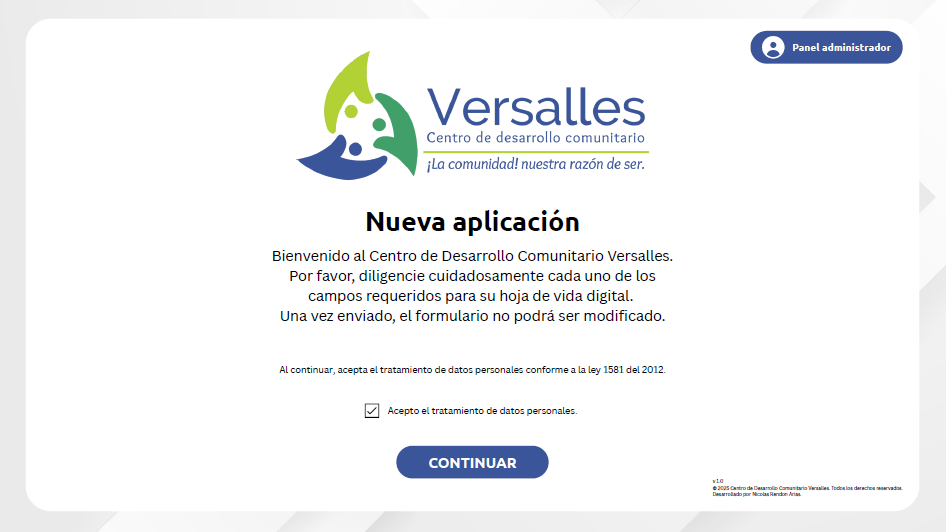 Panel administrador
Versalles
Centro de desarrollo comunitario
¡La comunidad! nuestra razón de ser.
Nueva aplicación
Bienvenido al Centro de Desarrollo Comunitario Versalles.
Por favor, diligencie cuidadosamente cada uno de los
campos requeridos para su hoja de vida digital.
Una vez enviado, el formulario no podrá ser modificado.
Al continuar, acepta el tratamiento de datos personales conforme a la ley 1581 del 2012.
Acepto el tratamiento de datos personales.
CONTINUAR
v.1.0
© 2025 Centro de Desarrollo Comunitario Versalles. Todos los derechos reservados.
Desarrollado por Nicolas Rendon Arias.